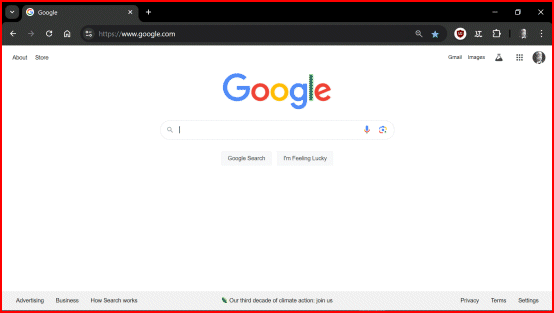 Google
https://www.google.com
About Store
Gmail Images
Google
Google Search I'm Feeling Lucky
Advertising Business How Search works
Our third decade of climate action: join us
Privacy Terms Settings